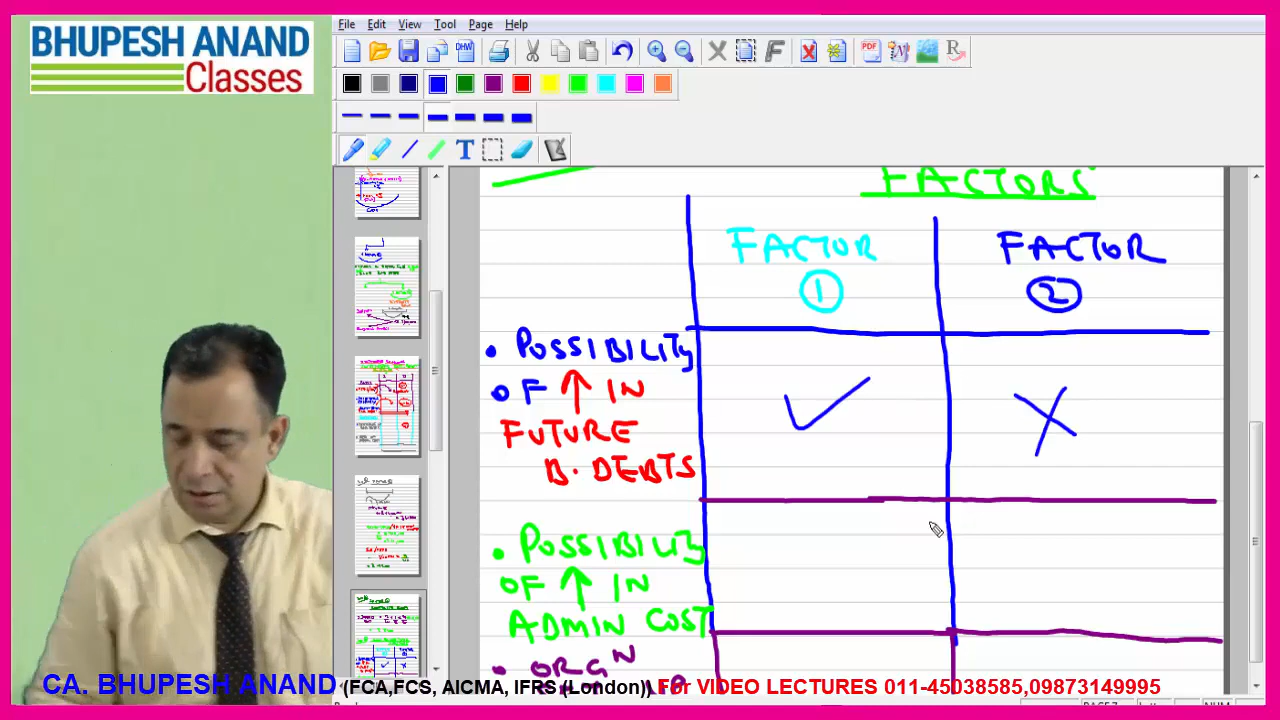 BHUPESH ANAND
Classes
File Edit View Tool Page Help
FACTORS
FACTOR
1
FACTOR
2
• POSSIBILITY
OF ↑ IN
FUTURE
B. DEBTS
• POSSIBILITY
OF ↑ IN
ADMIN COST
• ORGN
CA. BHUPESH ANAND (FCA,FCS, AICMA, IFRS (London)) For VIDEO LECTURES 011-45038585,09873149995